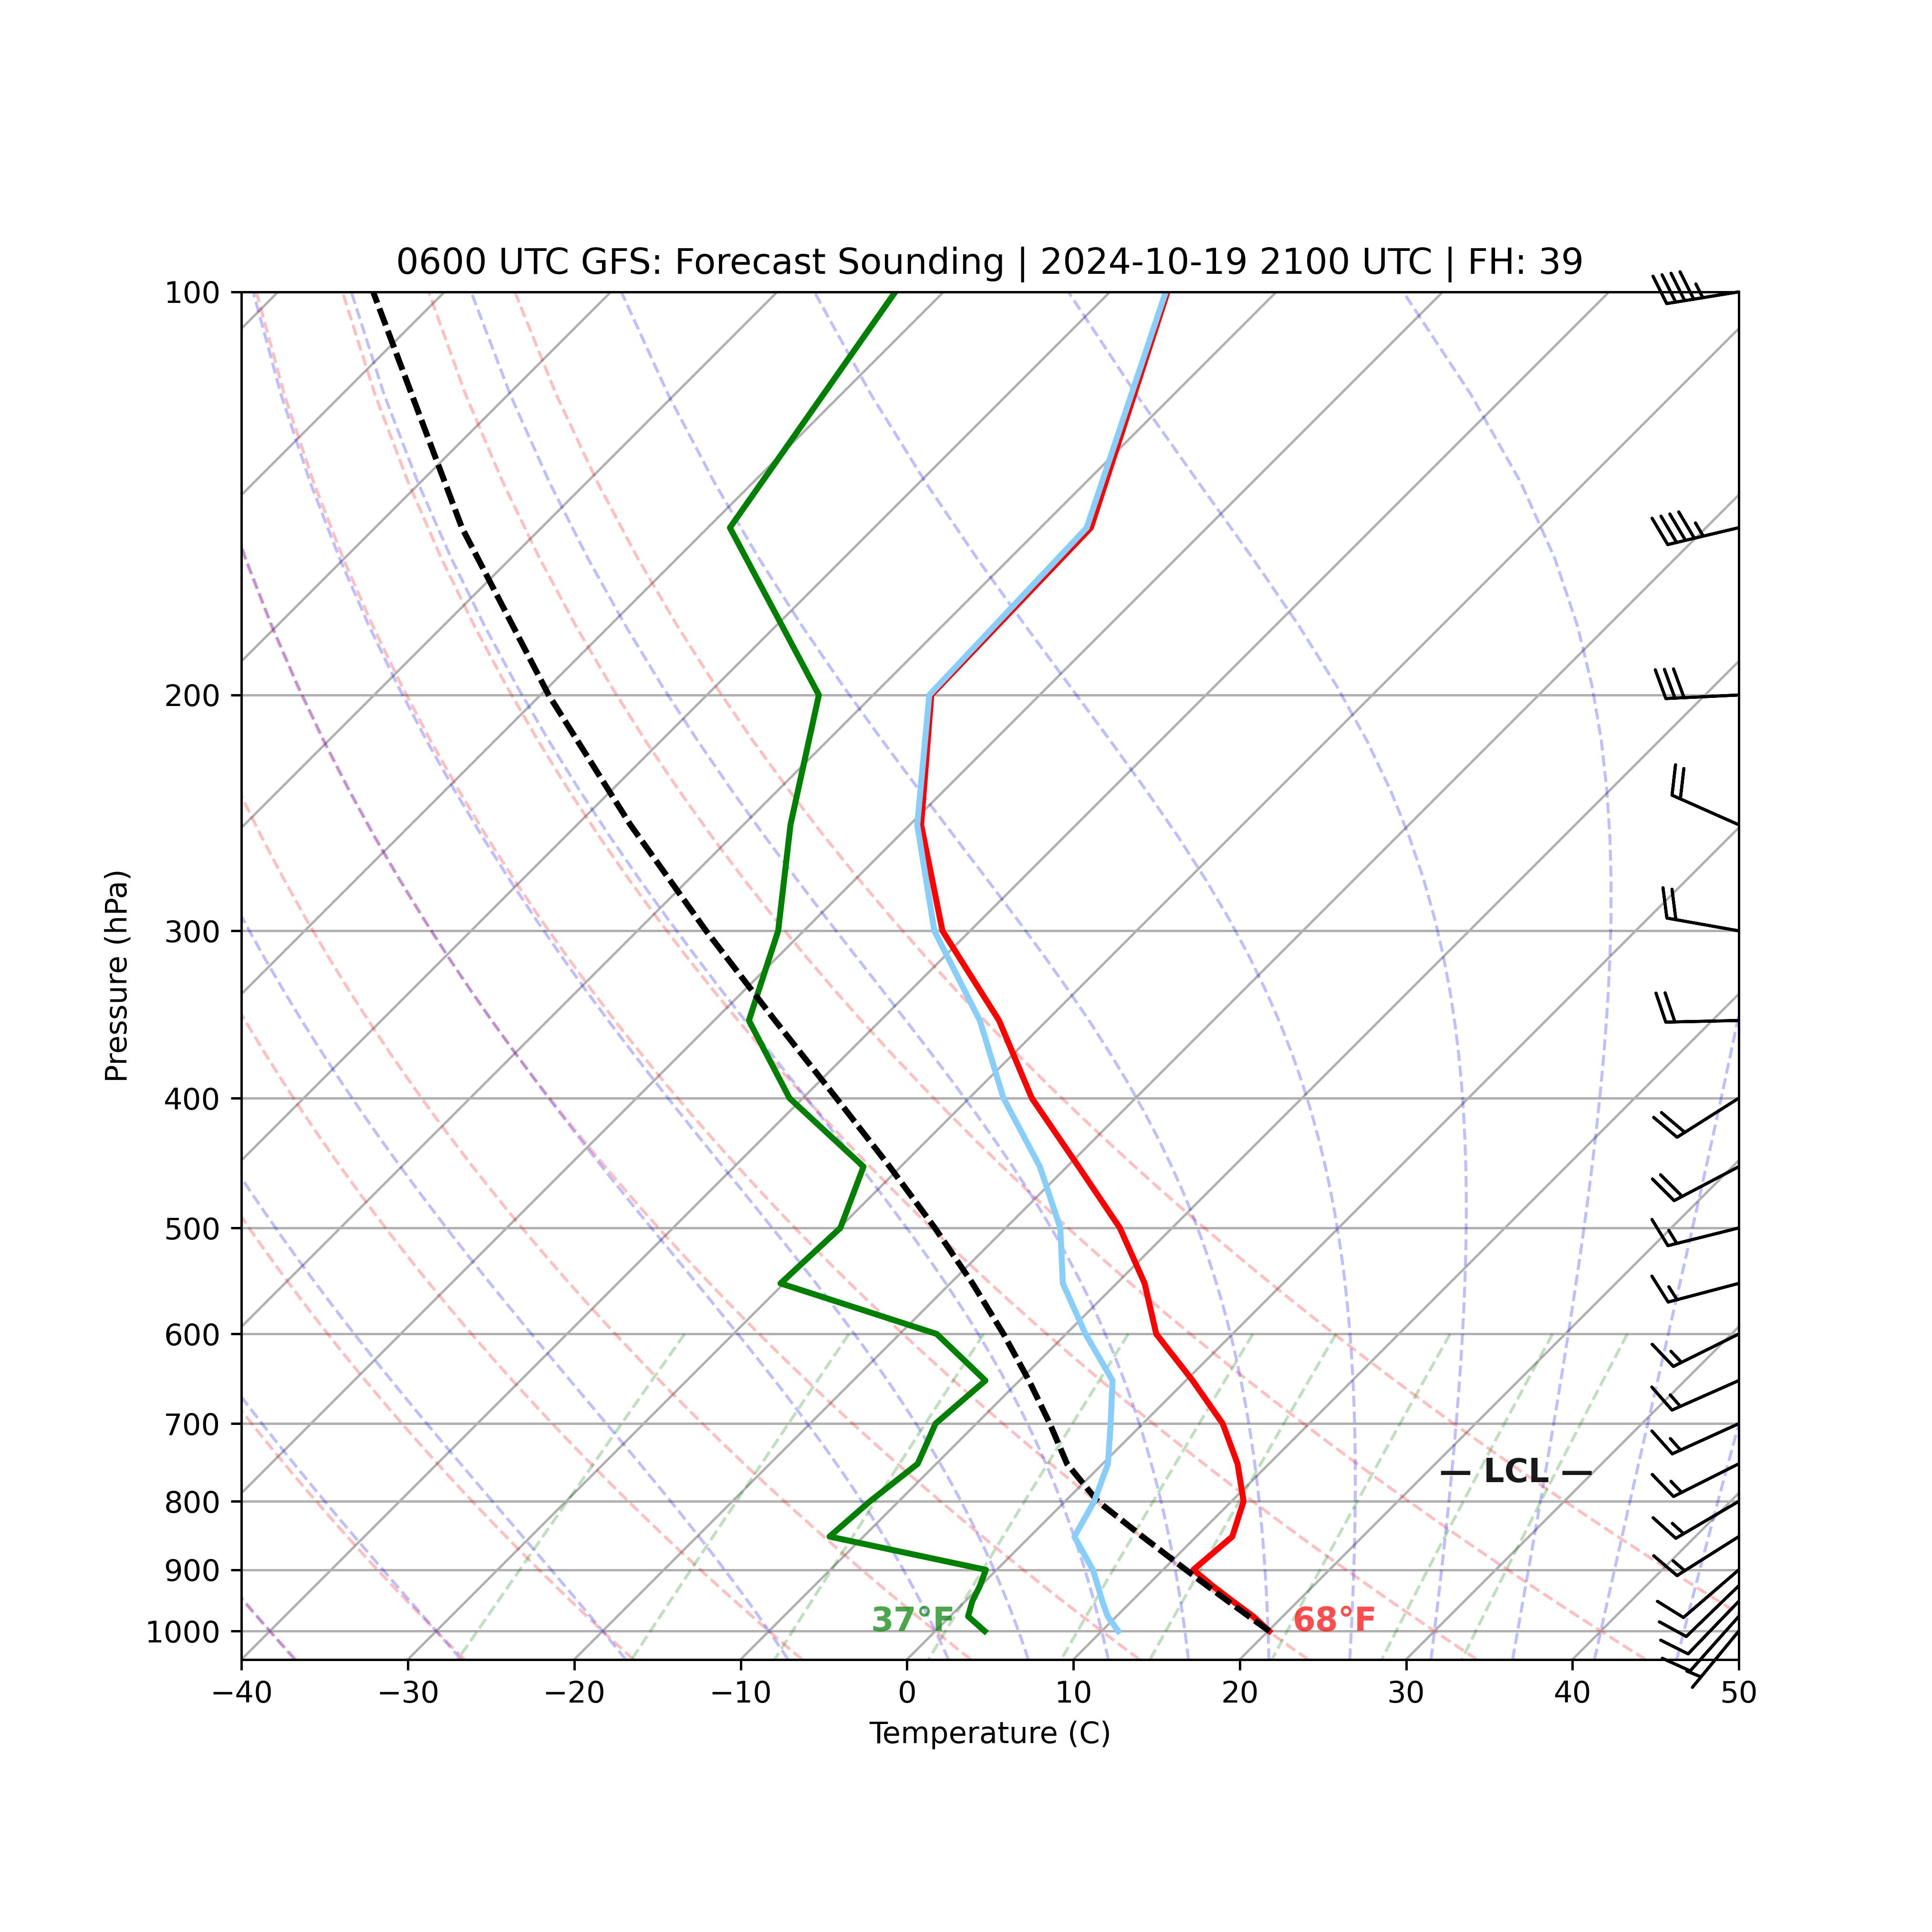 0600 UTC GFS: Forecast Sounding | 2024-10-19 2100 UTC | FH: 39
100
200
300
400
500
600
700
800
900
1000
Pressure (hPa)
— LCL —
37°F
68°F
−40 −30 −20 −10 0 10 20 30 40 50
Temperature (C)